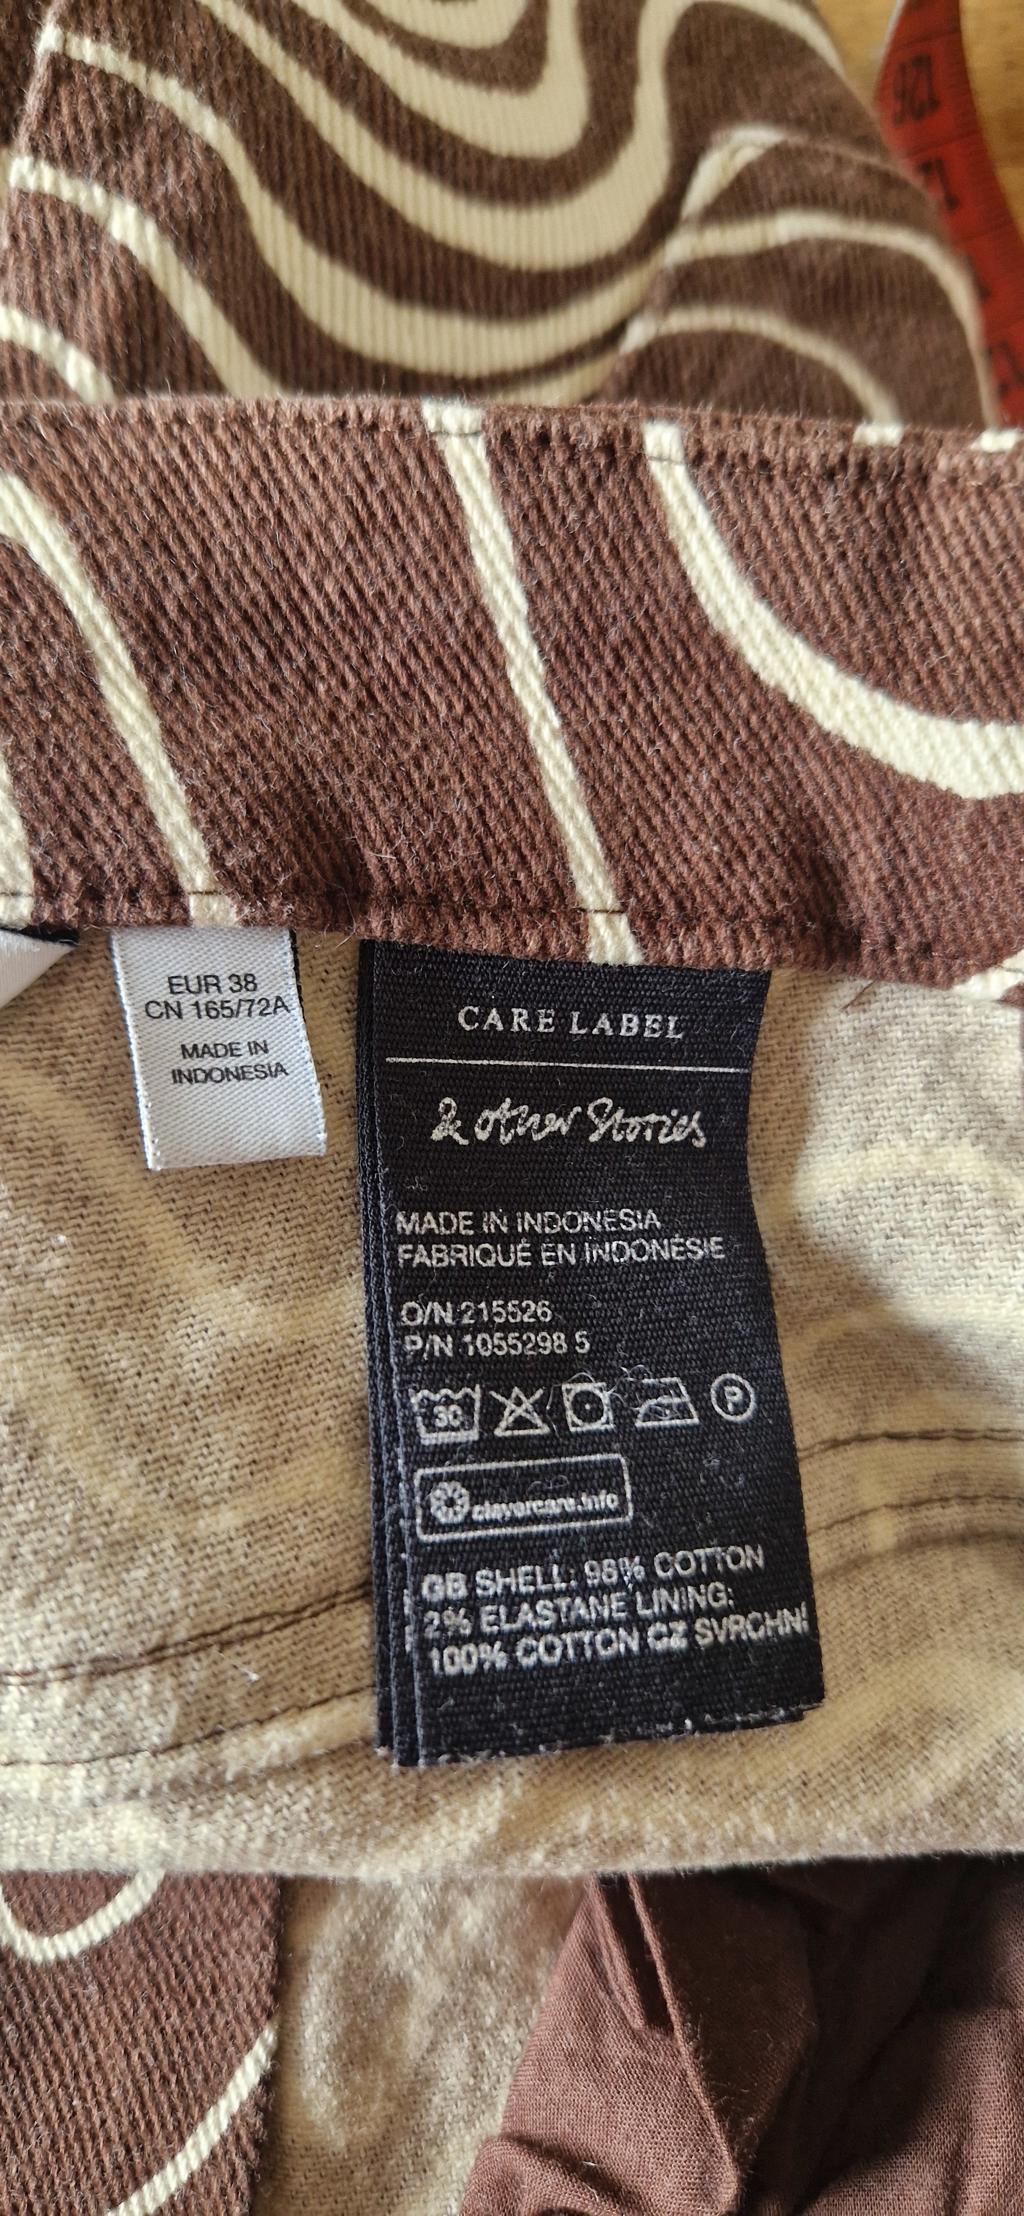 EUR 38
CN 165/72A
MADE IN
INDONESIA
CARE LABEL
& other Stories
MADE IN INDONESIA
FABRIQUÉ EN INDONÉSIE
O/N 215526
P/N 1055298 5
30
P
clevercare.info
GB SHELL: 98% COTTON
2% ELASTANE LINING:
100% COTTON CZ SVRCHNÍ